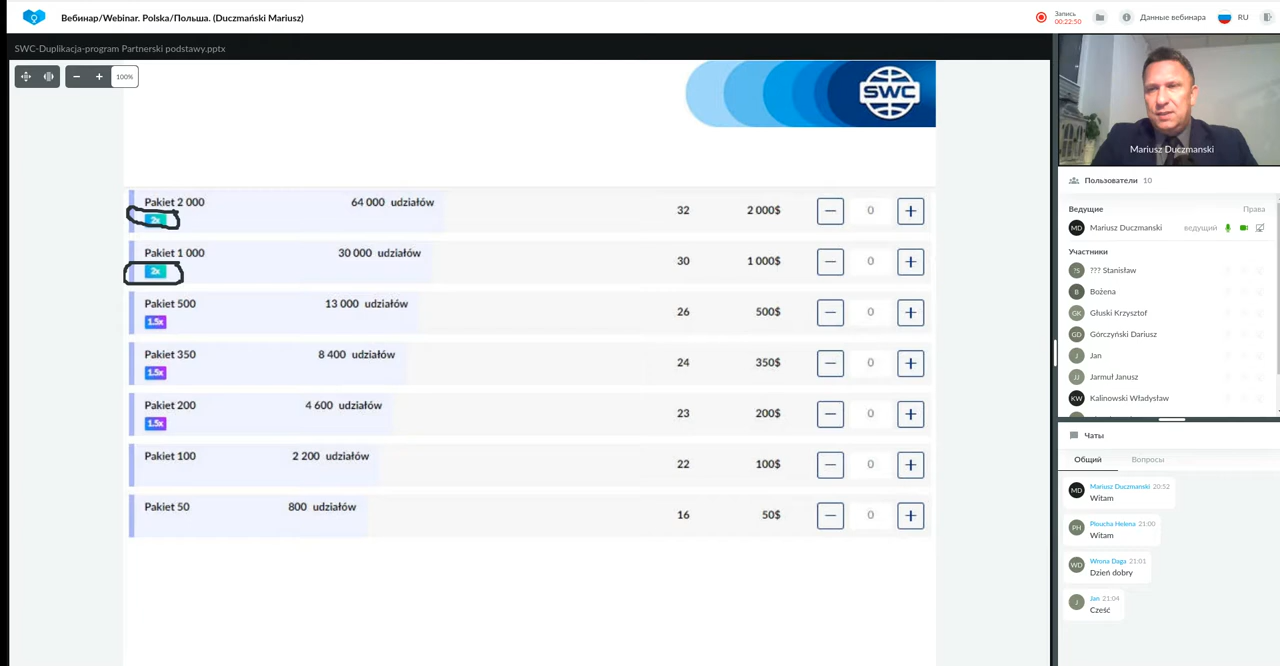 Вебинар/Webinar. Polska/Польша. (Duczmański Mariusz)
Запись
00:22:50
Данные вебинара
RU
SWC-Duplikacja-program Partnerski podstawy.pptx
100%
SWC
Pakiet 2 000 64 000 udziałów 32 2 000$ 0
2x
Pakiet 1 000 30 000 udziałów 30 1 000$ 0
2x
Pakiet 500 13 000 udziałów 26 500$ 0
1.5x
Pakiet 350 8 400 udziałów 24 350$ 0
1.5x
Pakiet 200 4 600 udziałów 23 200$ 0
1.5x
Pakiet 100 2 200 udziałów 22 100$ 0
Pakiet 50 800 udziałów 16 50$ 0
Mariusz Duczmanski
Пользователи 10
Ведущие Права
MD Mariusz Duczmanski ведущий
Участники
?S ??? Stanisław
B Bożena
GK Głuski Krzysztof
GD Górczyński Dariusz
J Jan
JJ Jarmuł Janusz
KW Kalinowski Władysław
Чаты
Общий Вопросы
MD Mariusz Duczmanski 20:52
Witam
PH Ploucha Helena 21:00
Witam
WD Wrona Daga 21:01
Dzień dobry
J Jan 21:04
Cześć